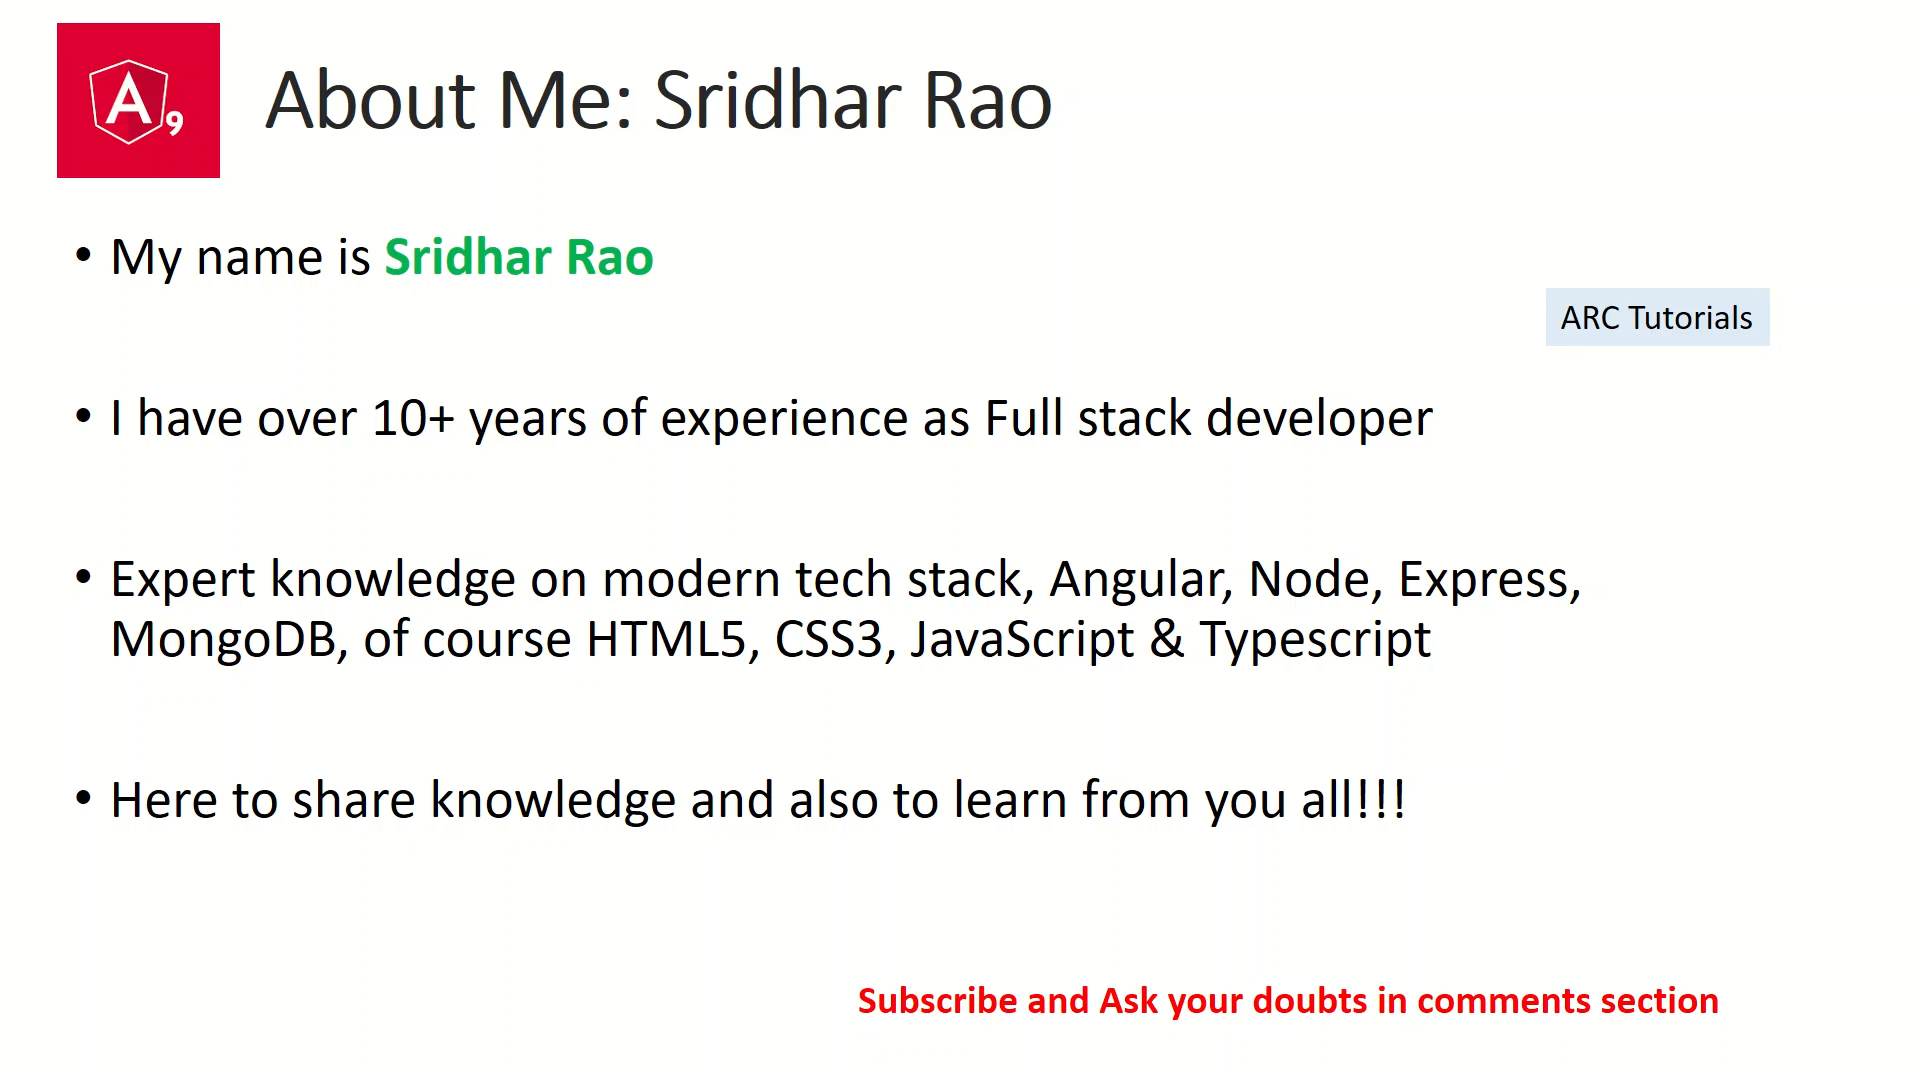 A 9
About Me: Sridhar Rao
• My name is Sridhar Rao
ARC Tutorials
• I have over 10+ years of experience as Full stack developer
• Expert knowledge on modern tech stack, Angular, Node, Express,
MongoDB, of course HTML5, CSS3, JavaScript & Typescript
• Here to share knowledge and also to learn from you all!!!
Subscribe and Ask your doubts in comments section